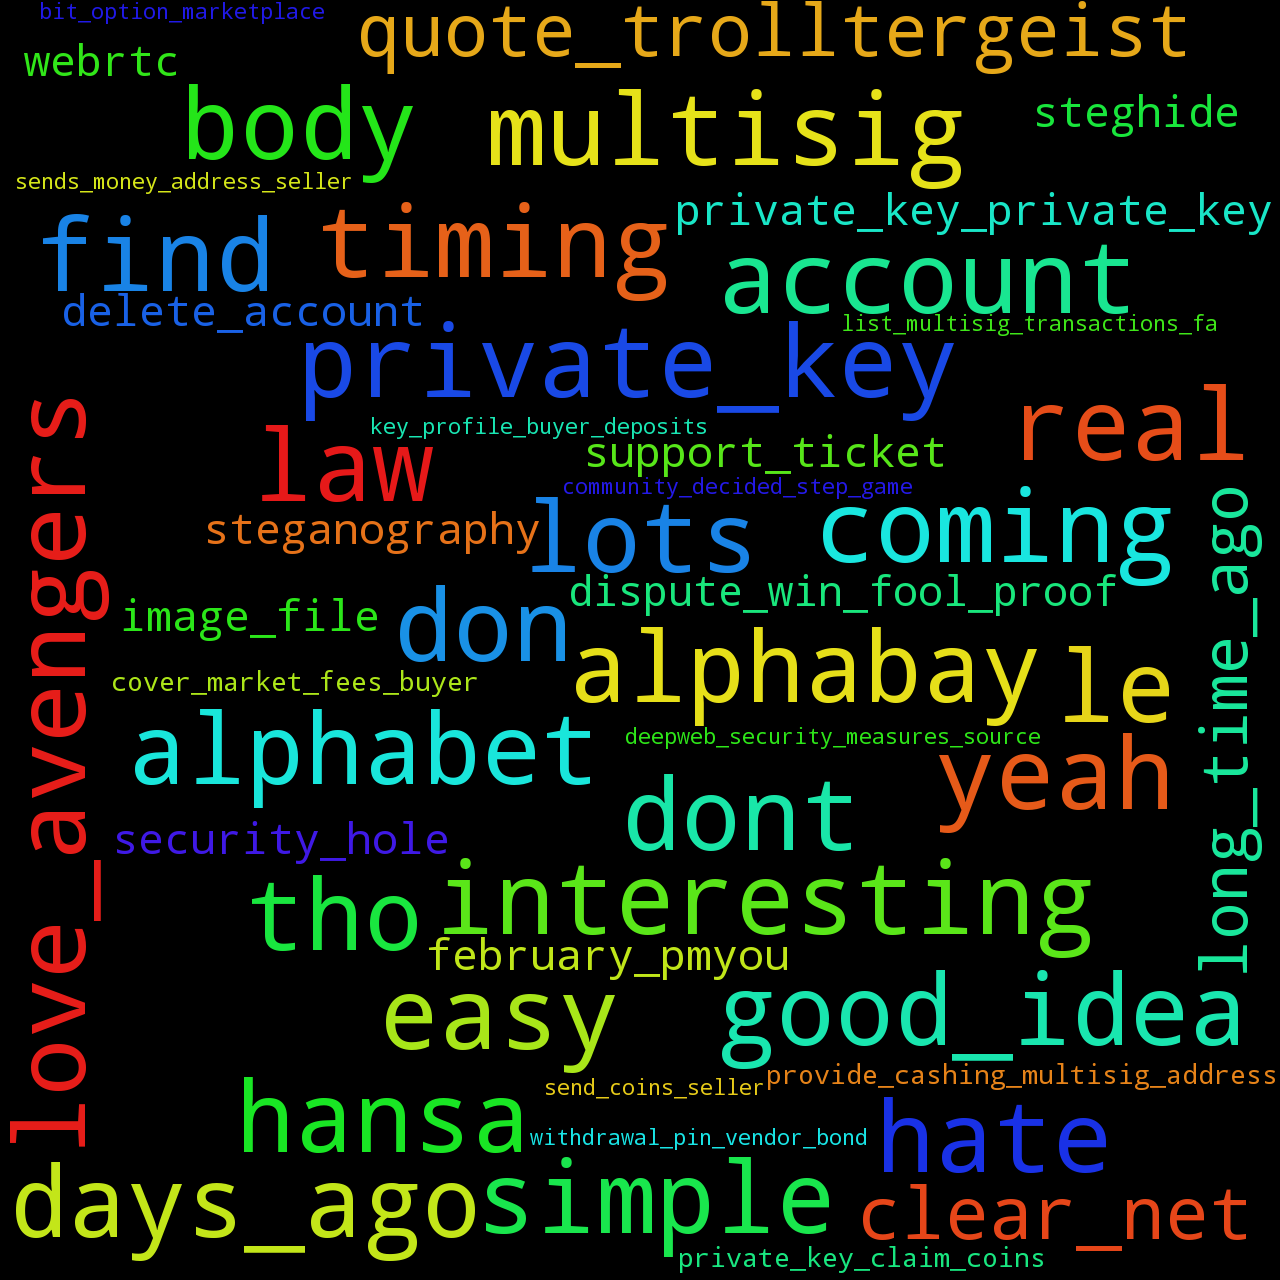 bit_option_marketplace
quote_trolltergeist
webrtc
body
multisig
steghide
sends_money_address_seller
find
timing
private_key_private_key
account
delete_account
list_multisig_transactions_fa
private_key
real
law
key_profile_buyer_deposits
support_ticket
community_decided_step_game
steganography
lots
coming
love_avengers
long_time_ago
image_file
don
dispute_win_fool_proof
alphabay
le
cover_market_fees_buyer
alphabet
deepweb_security_measures_source
yeah
dont
security_hole
tho
interesting
february_pmyou
easy
good_idea
provide_cashing_multisig_address
send_coins_seller
hansa
hate
withdrawal_pin_vendor_bond
days_ago
simple
clear_net
private_key_claim_coins